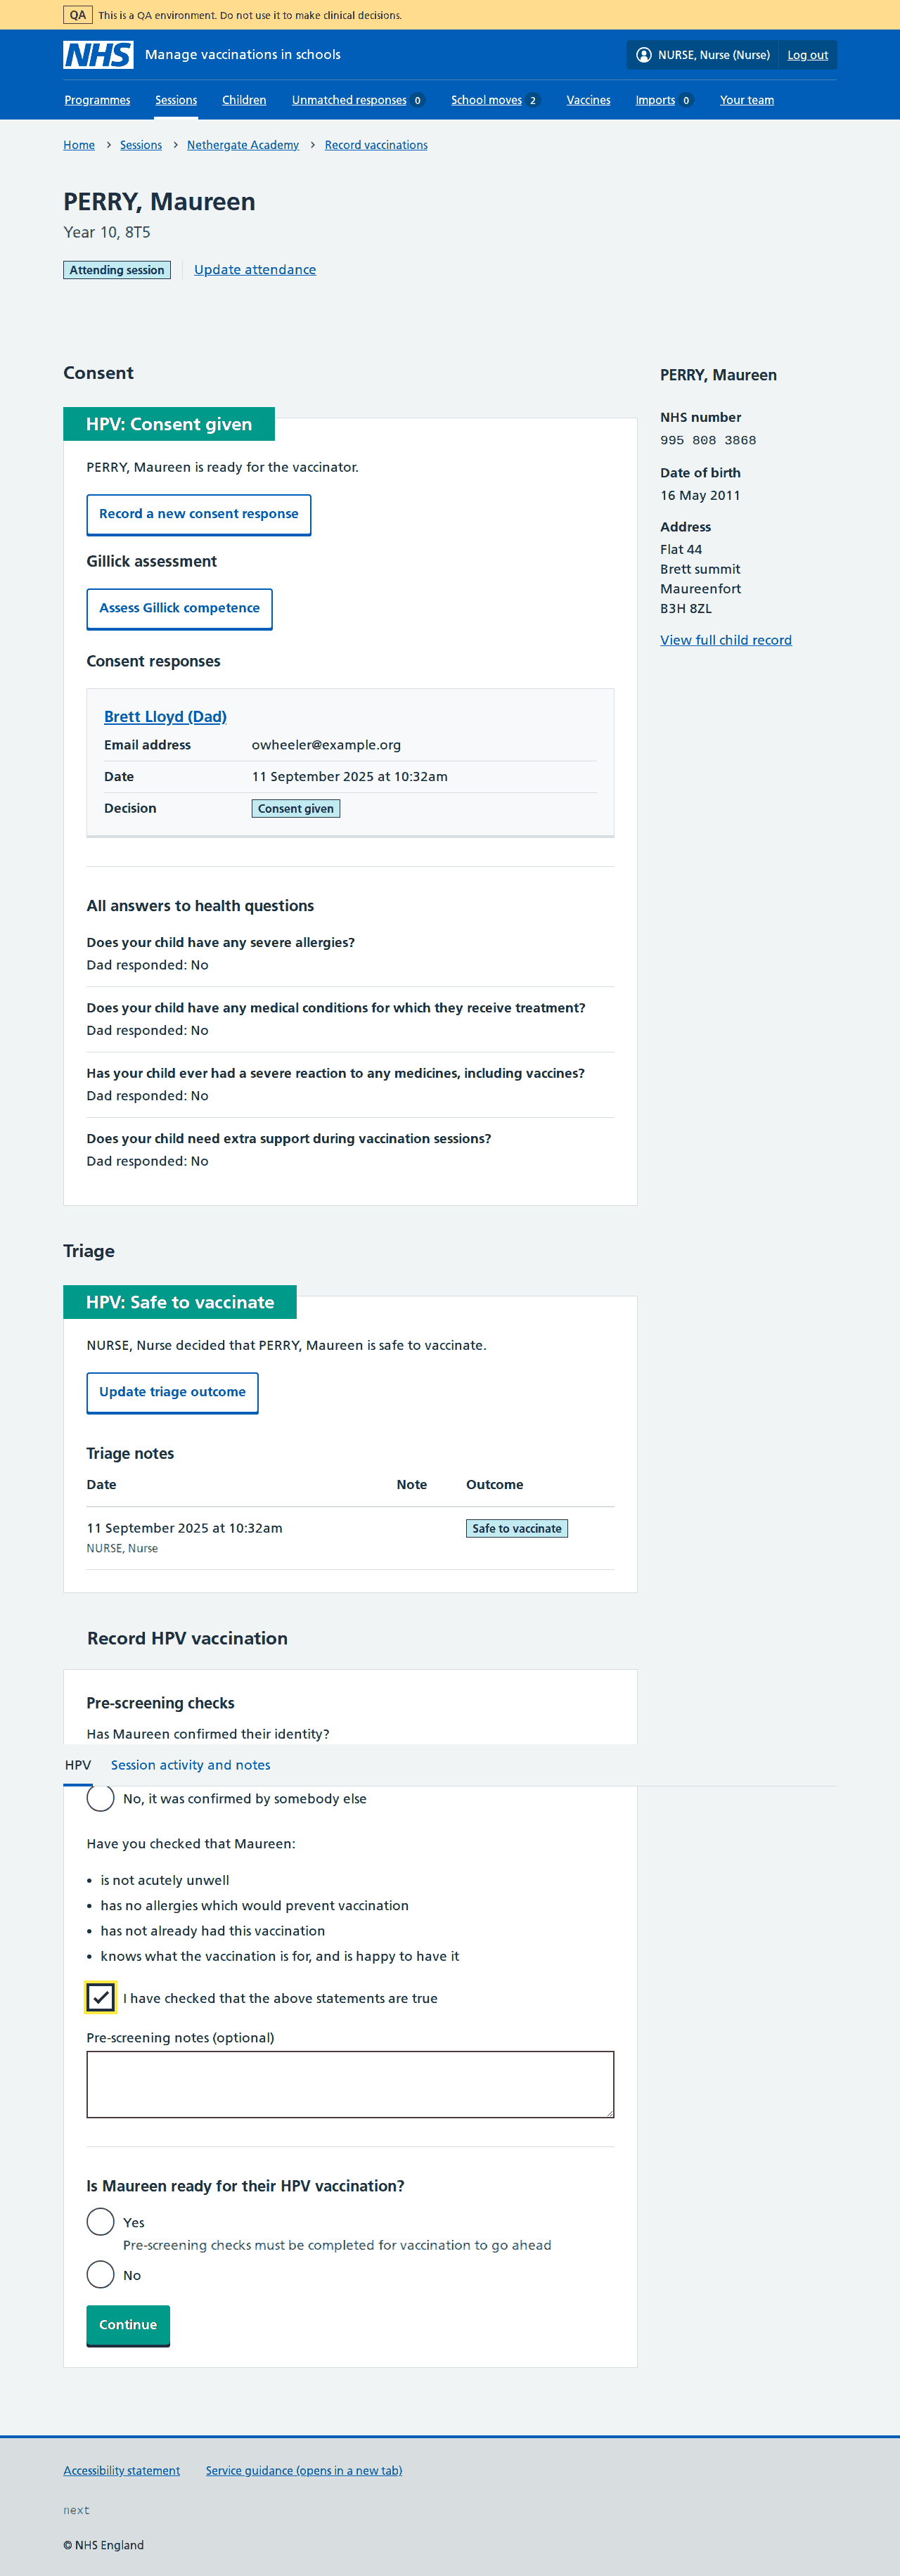 QA This is a QA environment. Do not use it to make clinical decisions.
NHS Manage vaccinations in schools NURSE, Nurse (Nurse) Log out
Programmes Sessions Children Unmatched responses 0 School moves 2 Vaccines Imports 0 Your team
Home Sessions Nethergate Academy Record vaccinations
PERRY, Maureen
Year 10, 8T5
Attending session Update attendance
Consent
HPV: Consent given
PERRY, Maureen is ready for the vaccinator.
Record a new consent response
Gillick assessment
Assess Gillick competence
Consent responses
Brett Lloyd (Dad)
Email address owheeler@example.org
Date 11 September 2025 at 10:32am
Decision Consent given
All answers to health questions
Does your child have any severe allergies?
Dad responded: No
Does your child have any medical conditions for which they receive treatment?
Dad responded: No
Has your child ever had a severe reaction to any medicines, including vaccines?
Dad responded: No
Does your child need extra support during vaccination sessions?
Dad responded: No
PERRY, Maureen
NHS number
995 808 3868
Date of birth
16 May 2011
Address
Flat 44
Brett summit
Maureenfort
B3H 8ZL
View full child record
Triage
HPV: Safe to vaccinate
NURSE, Nurse decided that PERRY, Maureen is safe to vaccinate.
Update triage outcome
Triage notes
Date Note Outcome
11 September 2025 at 10:32am Safe to vaccinate
NURSE, Nurse
Record HPV vaccination
Pre-screening checks
Has Maureen confirmed their identity?
HPV Session activity and notes
No, it was confirmed by somebody else
Have you checked that Maureen:
• is not acutely unwell
• has no allergies which would prevent vaccination
• has not already had this vaccination
• knows what the vaccination is for, and is happy to have it
I have checked that the above statements are true
Pre-screening notes (optional)
Is Maureen ready for their HPV vaccination?
Yes
Pre-screening checks must be completed for vaccination to go ahead
No
Continue
Accessibility statement Service guidance (opens in a new tab)
next
© NHS England